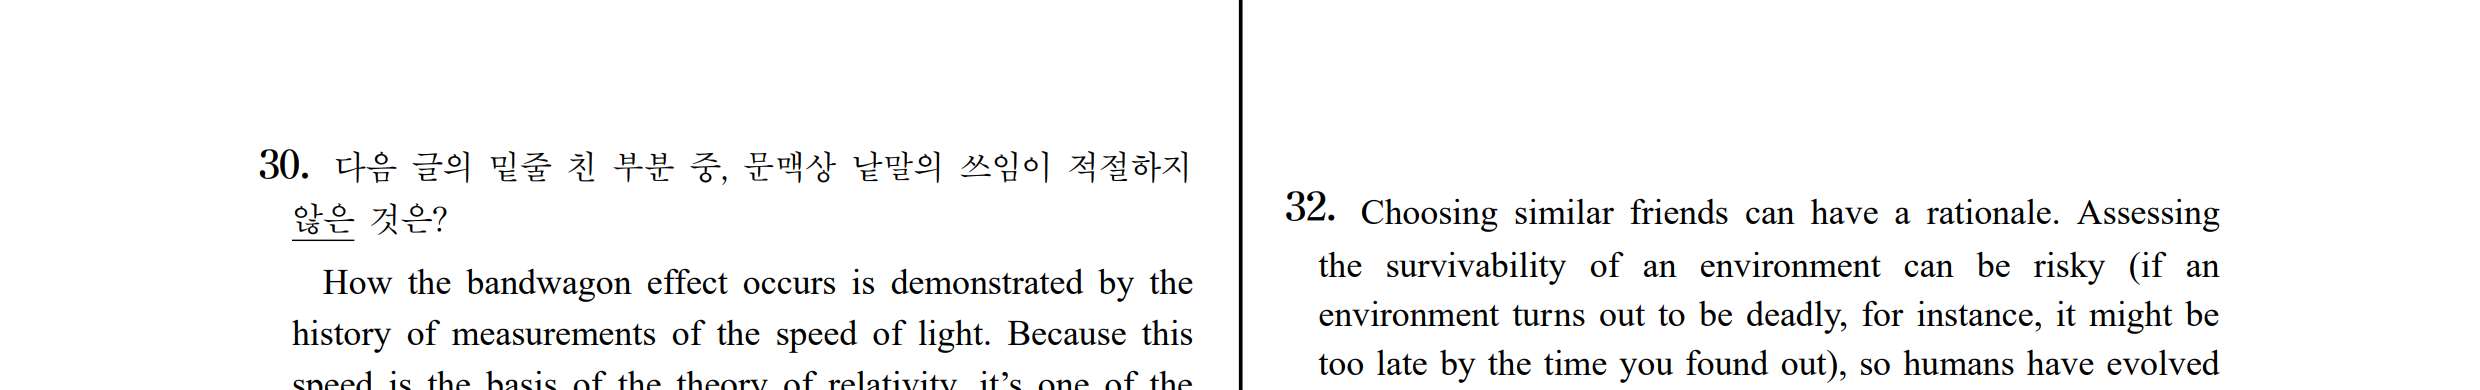 30. 다음 글의 밑줄 친 부분 중, 문맥상 낱말의 쓰임이 적절하지
않은 것은?
How the bandwagon effect occurs is demonstrated by the
history of measurements of the speed of light. Because this
speed is the basis of the theory of relativity, it's one of the
32. Choosing similar friends can have a rationale. Assessing
the survivability of an environment can be risky (if an
environment turns out to be deadly, for instance, it might be
too late by the time you found out), so humans have evolved